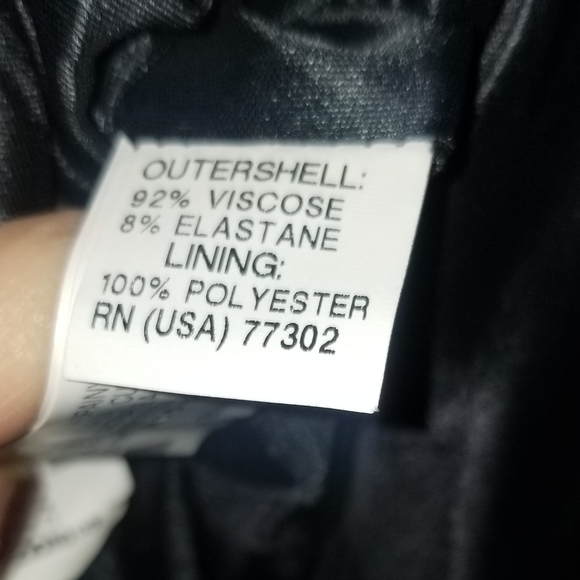 OUTERSHELL:
92% VISCOSE
8% ELASTANE
LINING:
100% POLYESTER
RN (USA) 77302